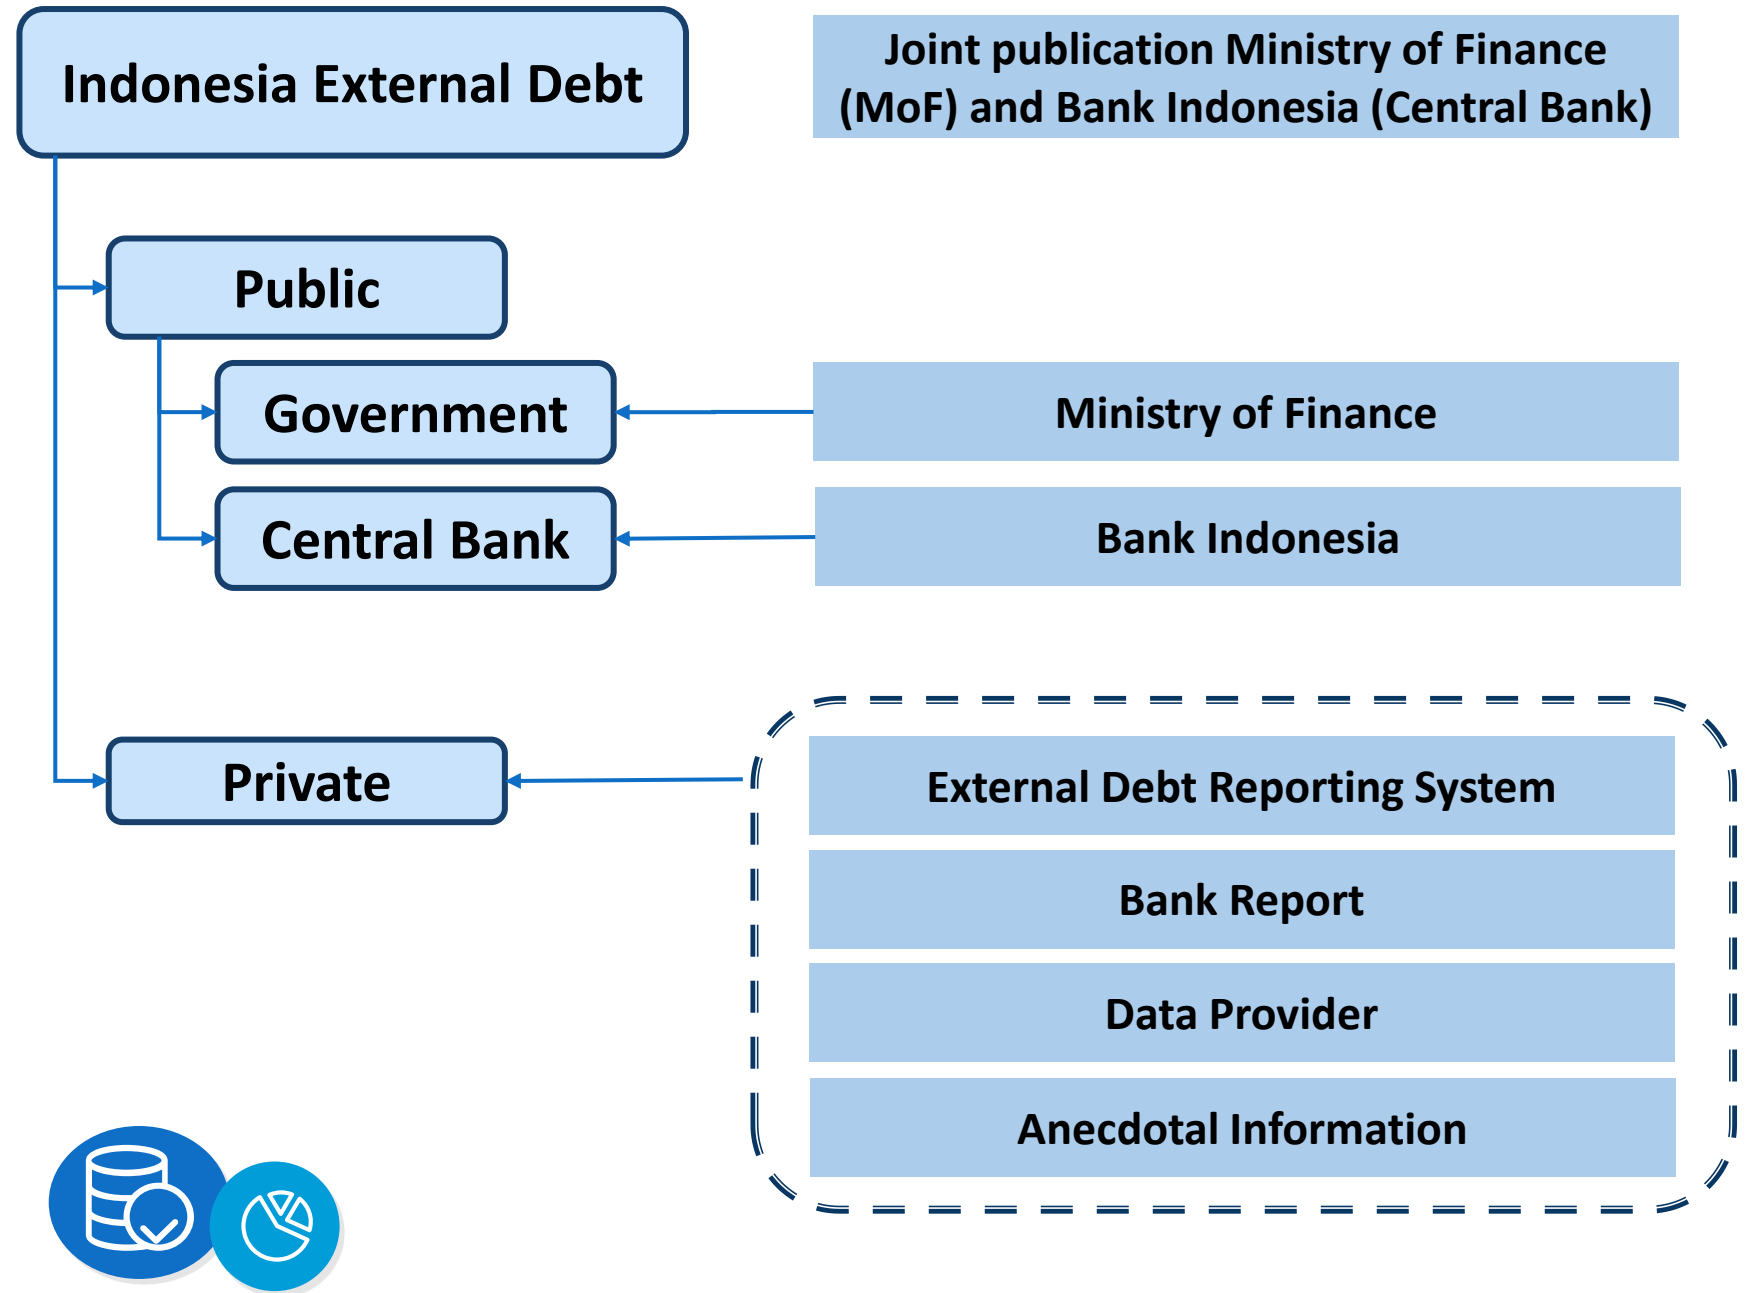 Indonesia External Debt
Joint publication Ministry of Finance
(MoF) and Bank Indonesia (Central Bank)
Public
Government
Ministry of Finance
Central Bank
Bank Indonesia
Private
External Debt Reporting System
Bank Report
Data Provider
Anecdotal Information